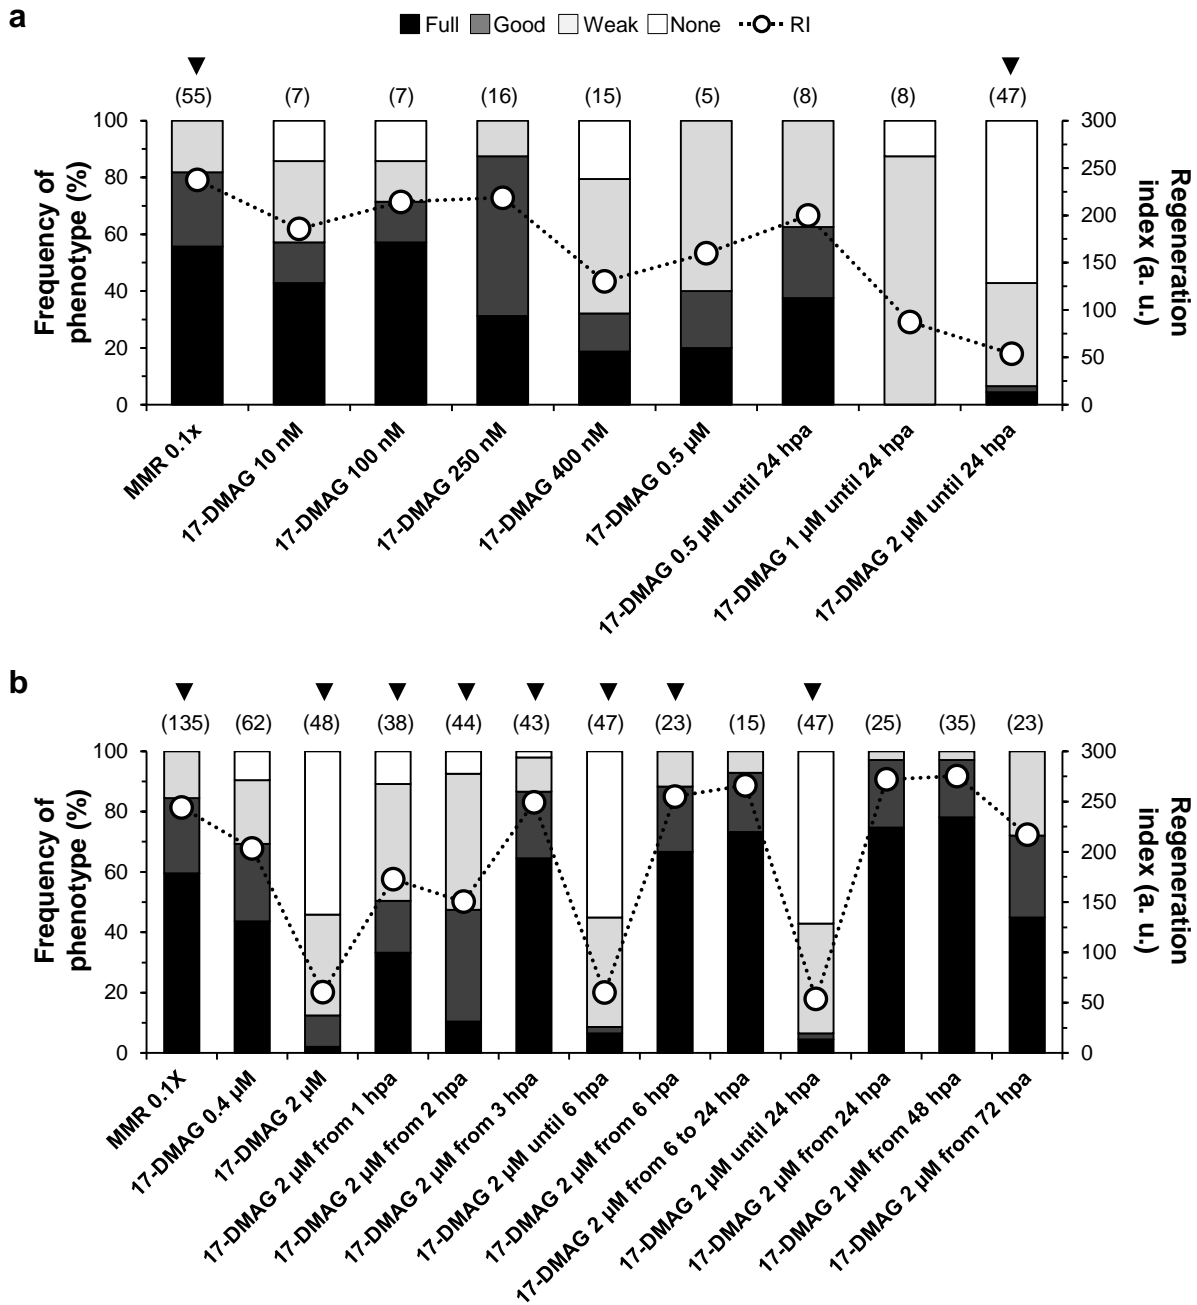 a
Full Good Weak None RI
(55) (7) (7) (16) (15) (5) (8) (8) (47)
Frequency of
phenotype (%)
100
80
60
40
20
0
300
250
200
150
100
50
0
Regeneration
index (a. u.)
MMR 0.1x
17-DMAG 10 nM
17-DMAG 100 nM
17-DMAG 250 nM
17-DMAG 400 nM
17-DMAG 0.5 µM
17-DMAG 0.5 µM until 24 hpa
17-DMAG 1 µM until 24 hpa
17-DMAG 2 µM until 24 hpa
b
(135) (62) (48) (38) (44) (43) (47) (23) (15) (47) (25) (35) (23)
Frequency of
phenotype (%)
100
80
60
40
20
0
300
250
200
150
100
50
0
Regeneration
index (a. u.)
MMR 0.1X
17-DMAG 0.4 µM
17-DMAG 2 µM
17-DMAG 2 µM from 1 hpa
17-DMAG 2 µM from 2 hpa
17-DMAG 2 µM from 3 hpa
17-DMAG 2 µM until 6 hpa
17-DMAG 2 µM from 6 hpa
17-DMAG 2 µM from 6 to 24 hpa
17-DMAG 2 µM until 24 hpa
17-DMAG 2 µM from 24 hpa
17-DMAG 2 µM from 48 hpa
17-DMAG 2 µM from 72 hpa